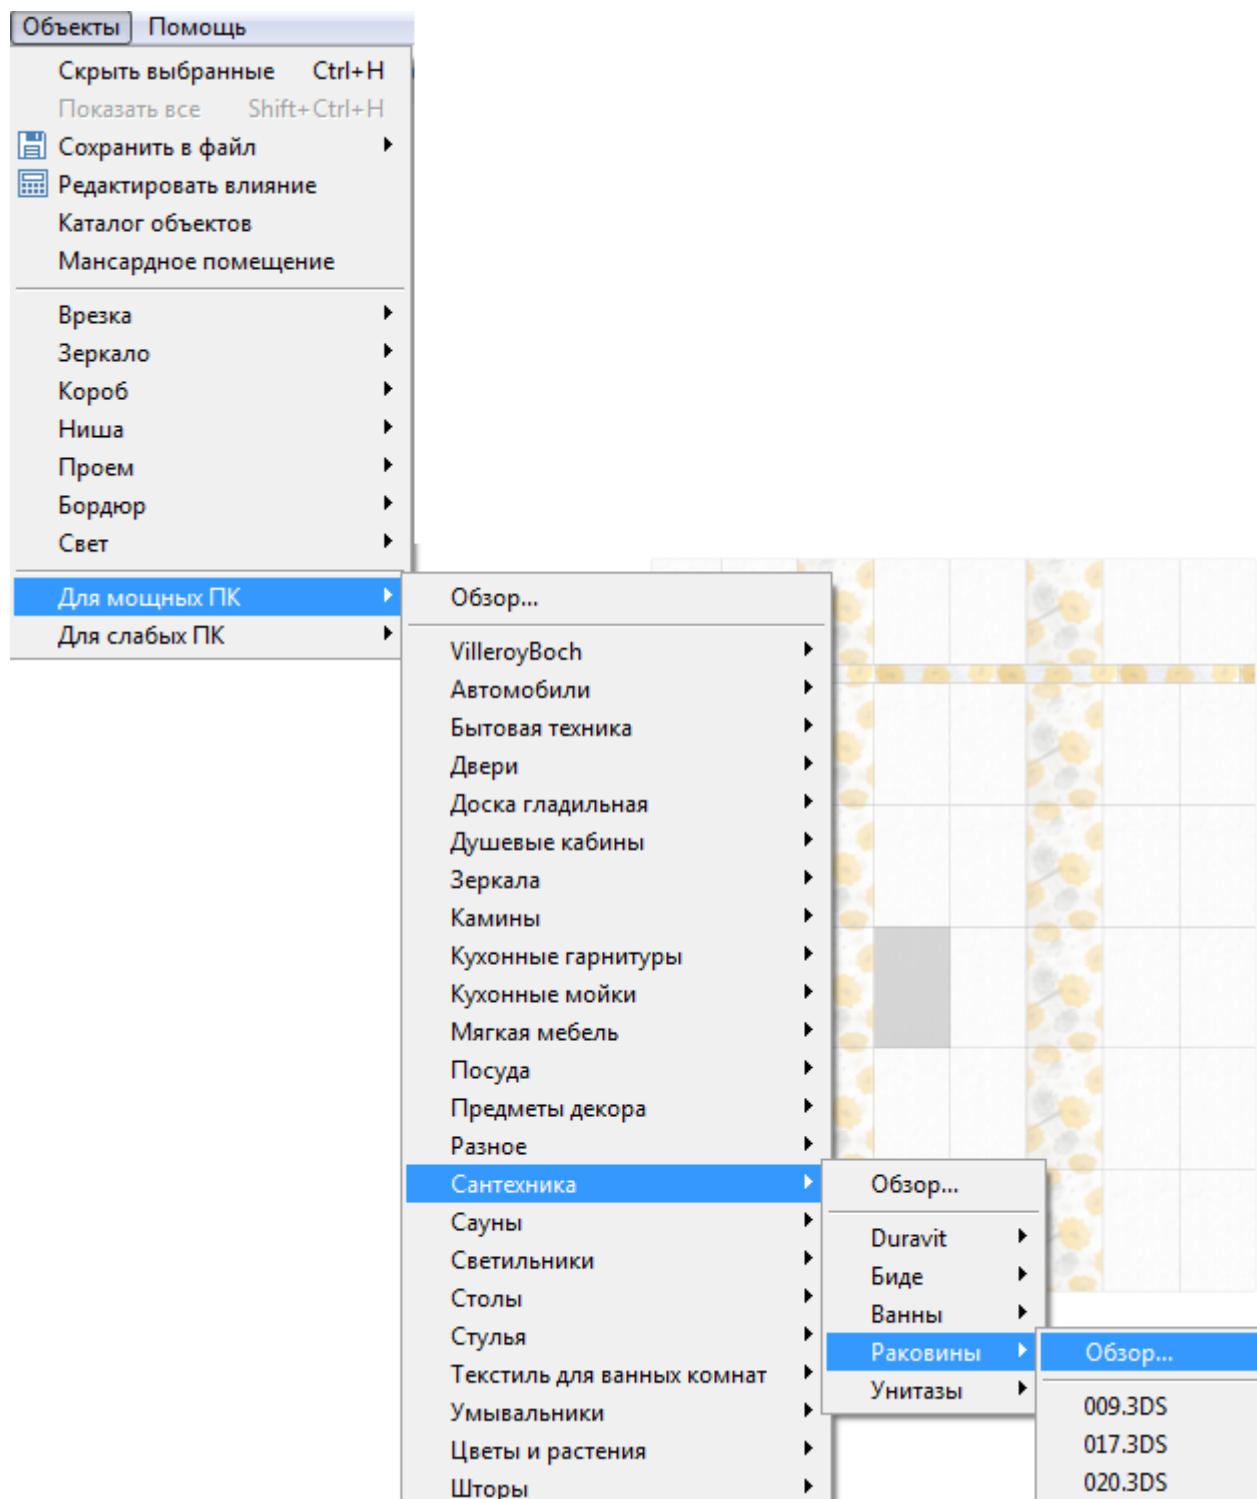 Объекты Помощь
Скрыть выбранные Ctrl+H
Показать все Shift+Ctrl+H
Сохранить в файл
Редактировать влияние
Каталог объектов
Мансардное помещение
Врезка
Зеркало
Короб
Ниша
Проем
Бордюр
Свет
Для мощных ПК
Для слабых ПК
Обзор...
VilleroyBoch
Автомобили
Бытовая техника
Двери
Доска гладильная
Душевые кабины
Зеркала
Камины
Кухонные гарнитуры
Кухонные мойки
Мягкая мебель
Посуда
Предметы декора
Разное
Сантехника
Сауны
Светильники
Столы
Стулья
Текстиль для ванных комнат
Умывальники
Цветы и растения
Шторы
Обзор...
Duravit
Биде
Ванны
Раковины
Унитазы
Обзор...
009.3DS
017.3DS
020.3DS